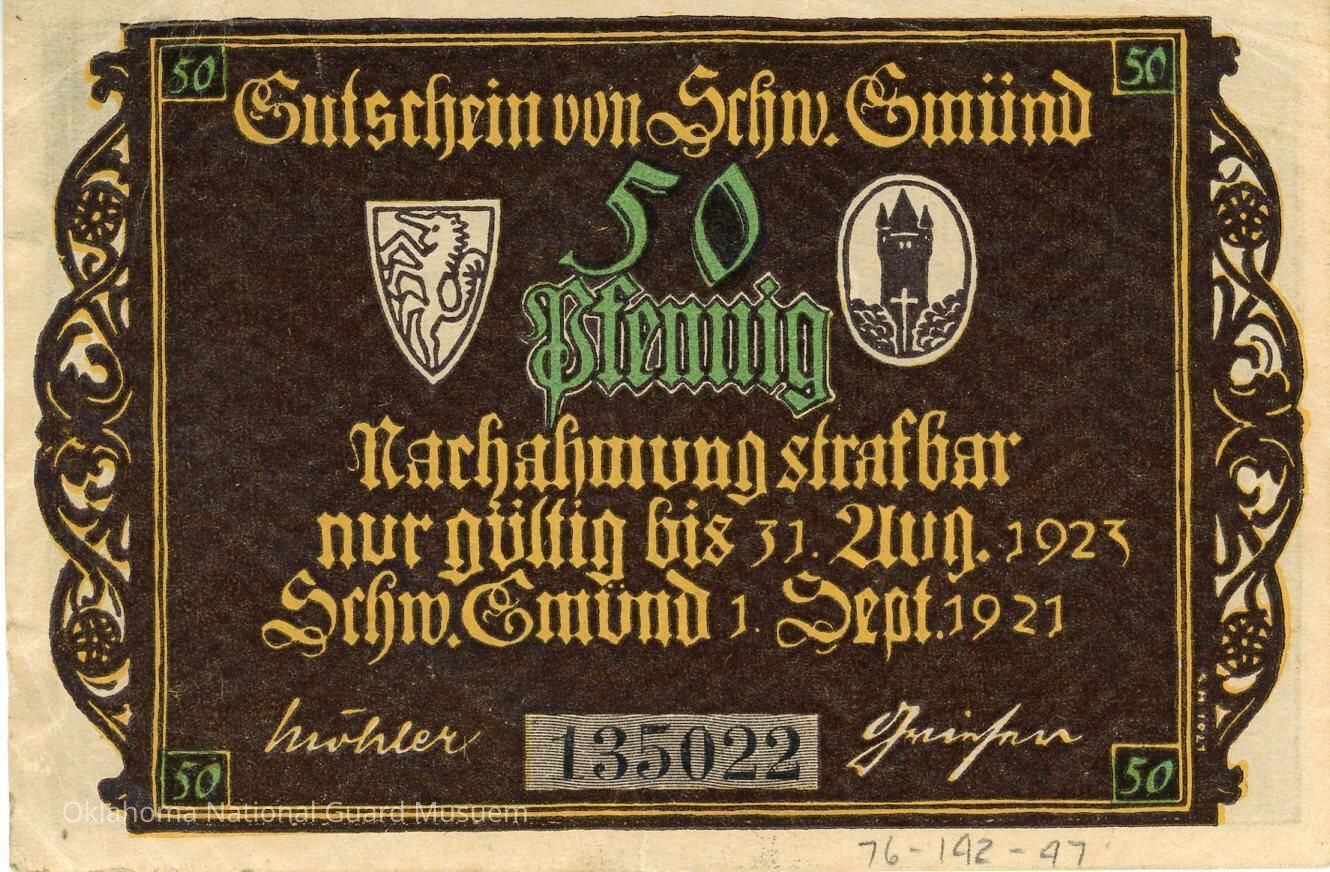 50 50
Gutschein von Schw. Gmünd
50
Pfennig
Nachahmung strafbar
nur gültig bis 31. Aug. 1923
Schw. Gmünd 1. Sept. 1921
Möhler
135022
50 50
Oklahoma National Guard Musuem
76-142-47